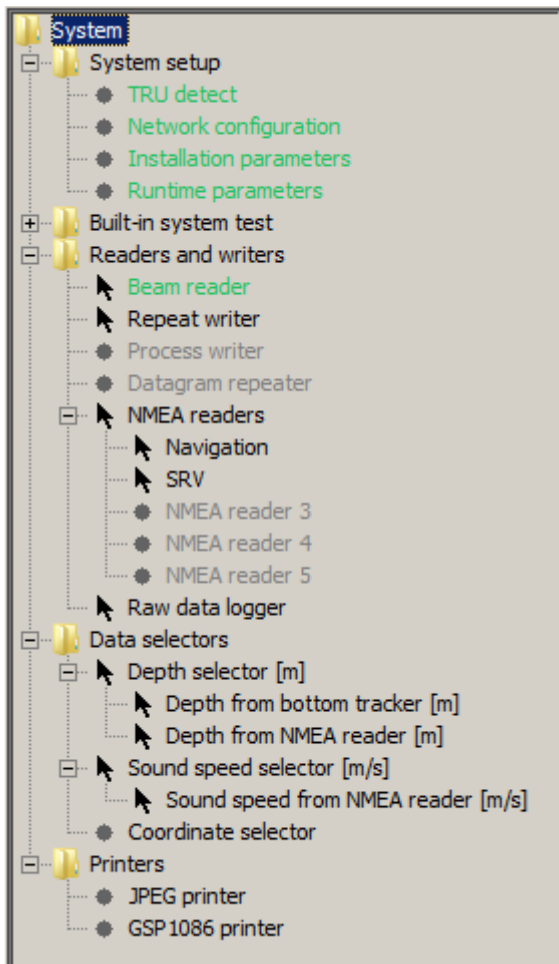 System
System setup
TRU detect
Network configuration
Installation parameters
Runtime parameters
Built-in system test
Readers and writers
Beam reader
Repeat writer
Process writer
Datagram repeater
NMEA readers
Navigation
SRV
NMEA reader 3
NMEA reader 4
NMEA reader 5
Raw data logger
Data selectors
Depth selector [m]
Depth from bottom tracker [m]
Depth from NMEA reader [m]
Sound speed selector [m/s]
Sound speed from NMEA reader [m/s]
Coordinate selector
Printers
JPEG printer
GSP1086 printer